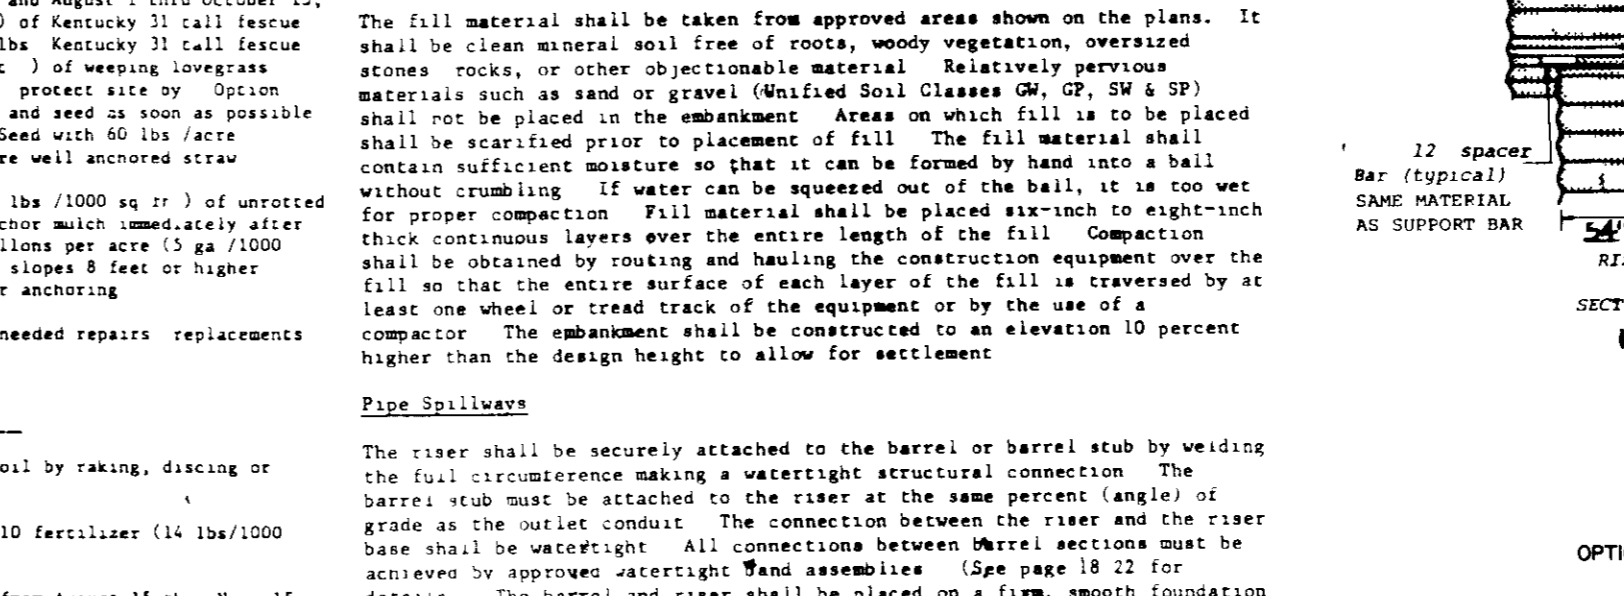 and August 1 thru October 15,
) of Kentucky 31 tall fescue
lbs Kentucky 31 tall fescue
) of weeping lovegrass
protect site by Option
and seed as soon as possible
Seed with 60 lbs /acre
re well anchored straw
lbs /1000 sq ) of unrotted
chor mulch immediately after
llons per acre (5 ga /1000
slopes 8 feet or higher
r anchoring
needed repairs replacements
oil by raking, discing or
10 fertilizer (14 lbs/1000
The fill material shall be taken from approved areas shown on the plans. It
shall be clean mineral soil free of roots, woody vegetation, oversized
stones rocks, or other objectionable material Relatively pervious
materials such as sand or gravel (Unified Soil Classes GW, GP, SW & SP)
shall not be placed in the embankment Areas on which fill is to be placed
shall be scarified prior to placement of fill The fill material shall
contain sufficient moisture so that it can be formed by hand into a ball
without crumbling If water can be squeezed out of the ball, it is too wet
for proper compaction Fill material shall be placed six-inch to eight-inch
thick continuous layers over the entire length of the fill Compaction
shall be obtained by routing and hauling the construction equipment over the
fill so that the entire surface of each layer of the fill is traversed by at
least one wheel or tread track of the equipment or by the use of a
compactor The embankment shall be constructed to an elevation 10 percent
higher than the design height to allow for settlement
Pipe Spillways
The riser shall be securely attached to the barrel or barrel stub by welding
the full circumference making a watertight structural connection The
barrel stub must be attached to the riser at the same percent (angle) of
grade as the outlet conduit The connection between the riser and the riser
base shall be watertight All connections between barrel sections must be
achieved by approved watertight band assemblies (See page 18 22 for
The barrel and riser shall be placed on a firm, smooth foundation
12 spacer
Bar (typical)
SAME MATERIAL
AS SUPPORT BAR
54"
RI
SECT
OPTI